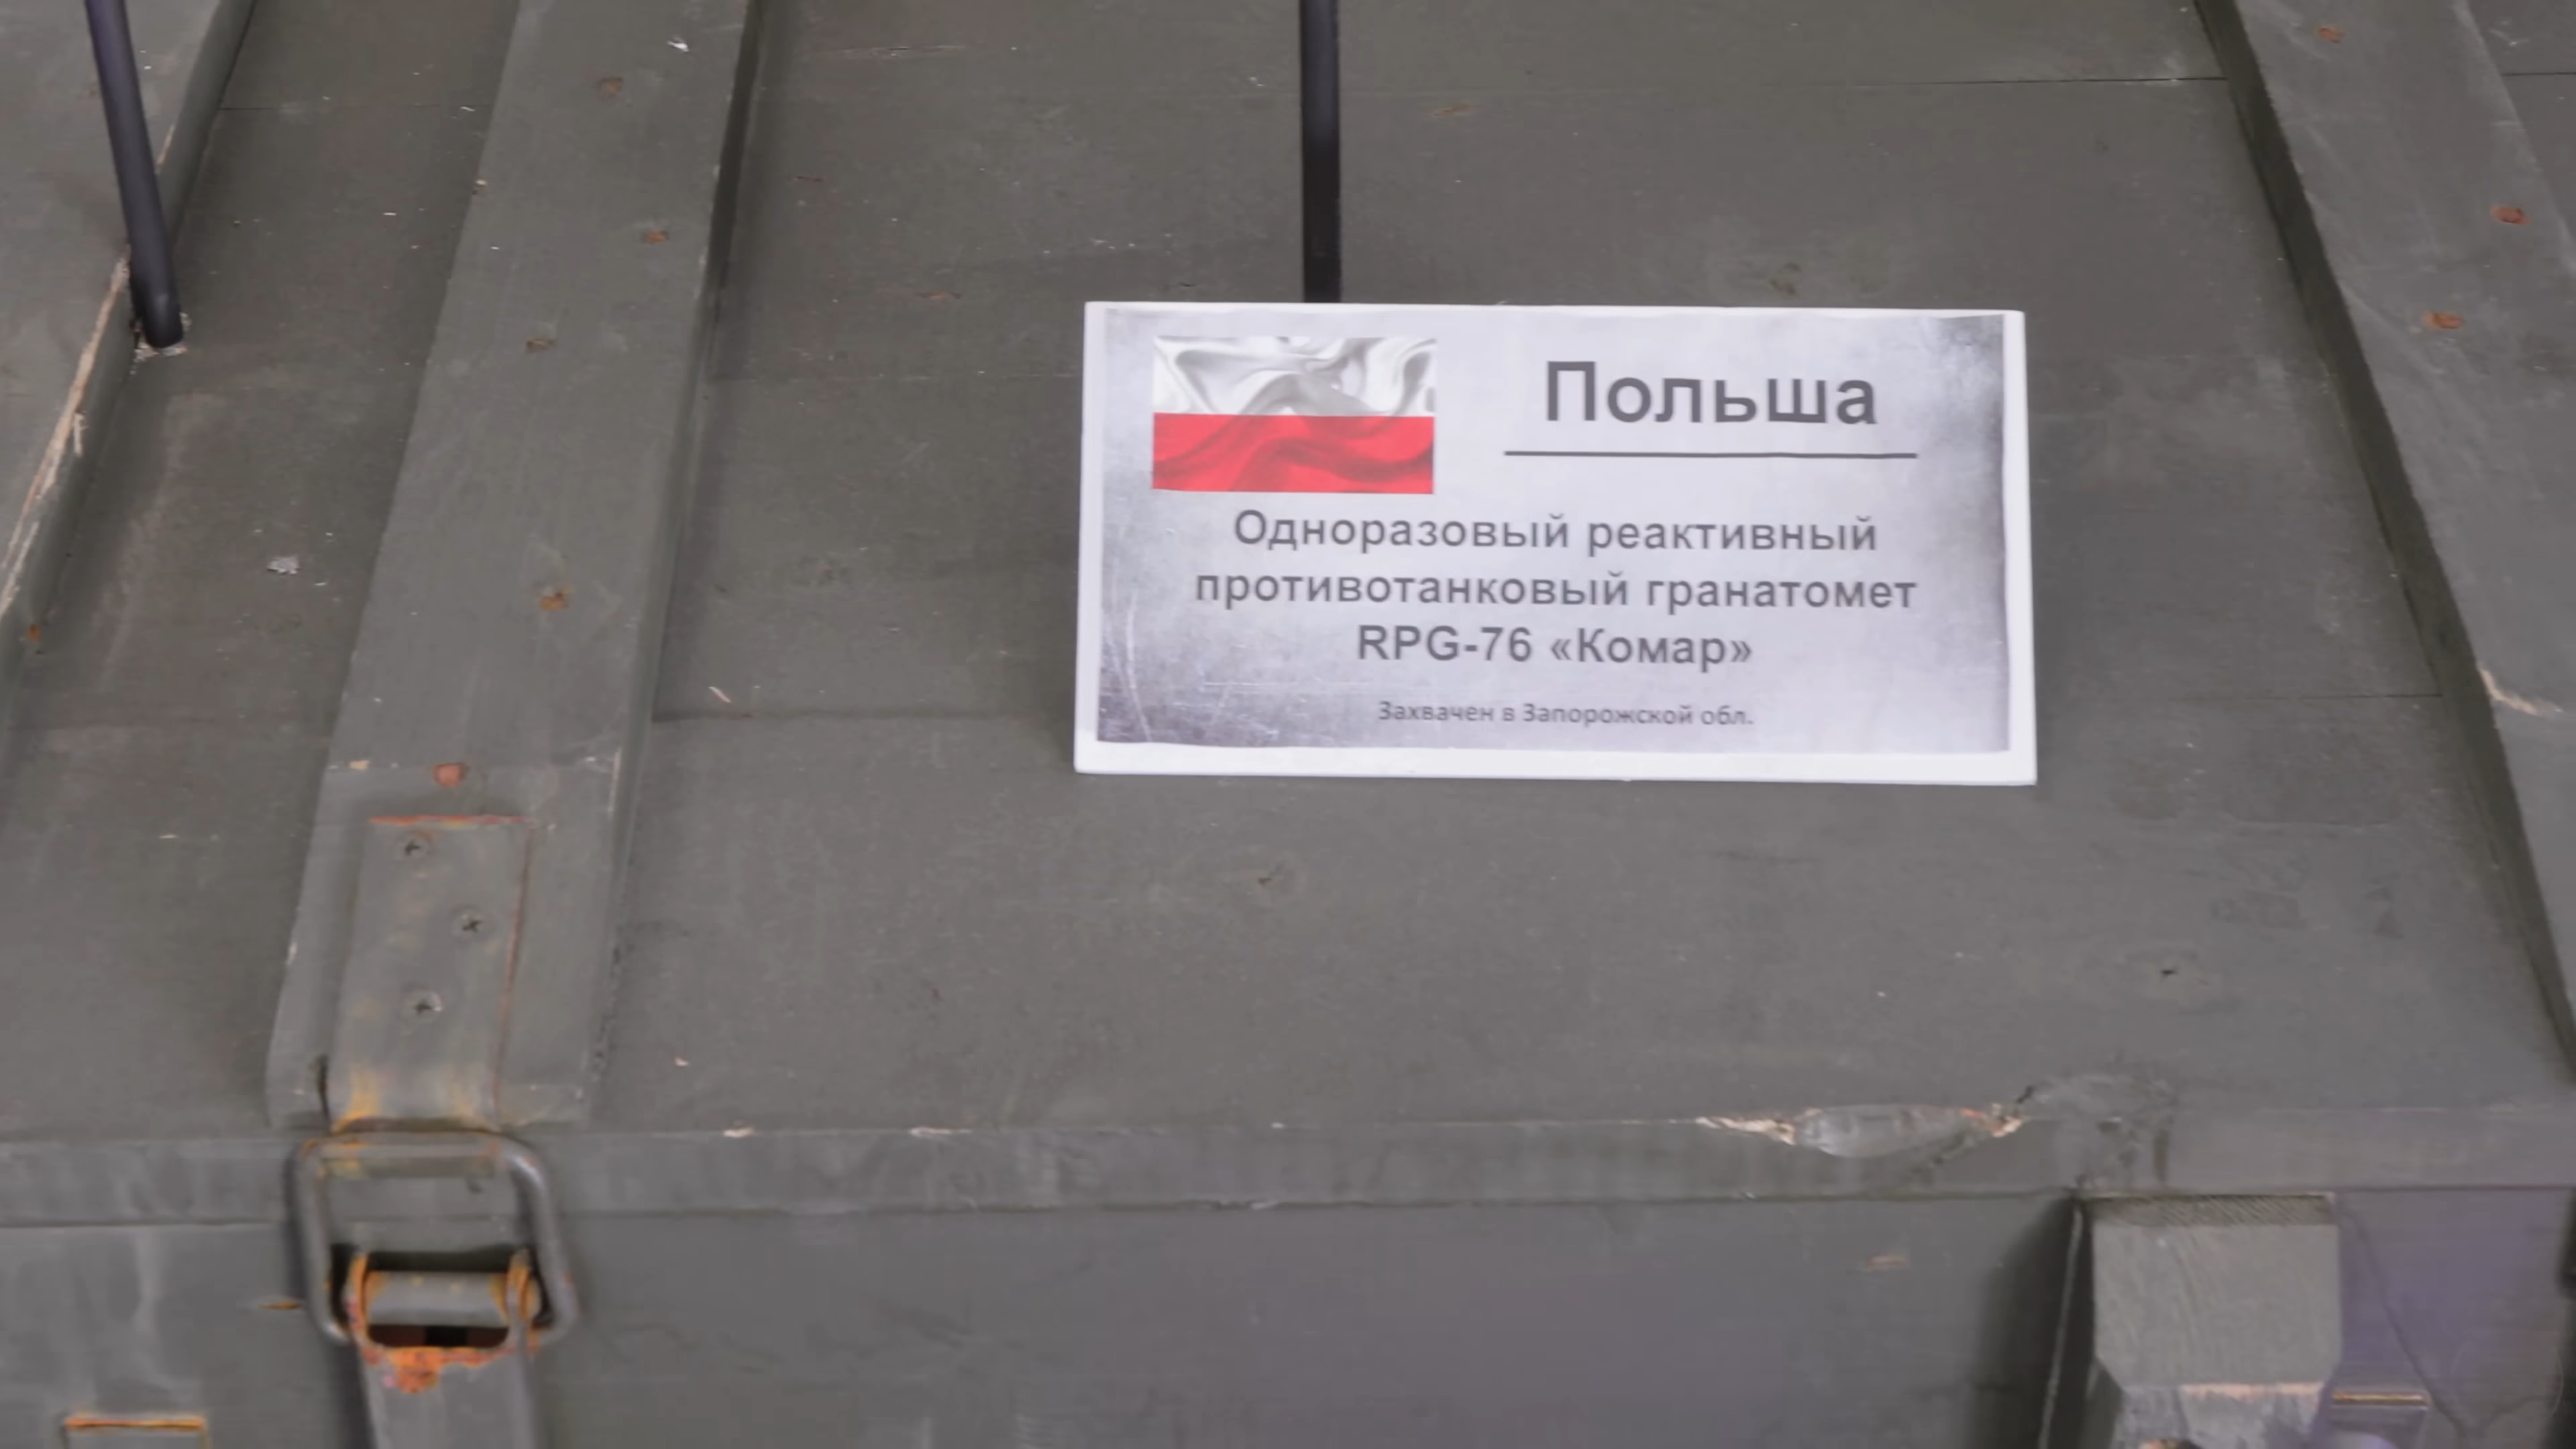 Польша
Одноразовый реактивный
противотанковый гранатомет
RPG-76 «Комар»
Захвачен в Запорожской обл.